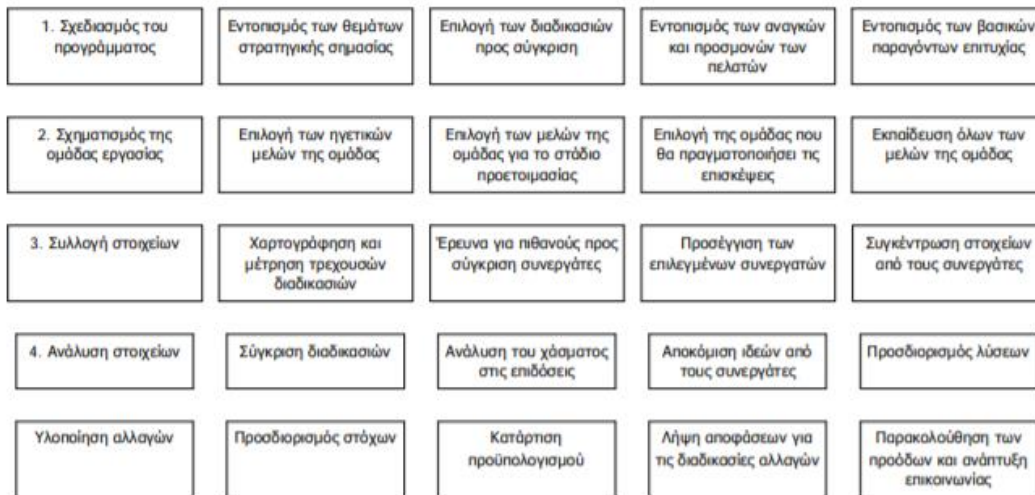 1. Σχεδιασμός του
προγράμματος
Εντοπισμός των θεμάτων
στρατηγικής σημασίας
Επιλογή των διαδικασιών
προς σύγκριση
Εντοπισμός των αναγκών
και προσμονών των
πελατών
Εντοπισμός των βασικών
παραγόντων επιτυχίας
2. Σχηματισμός της
ομάδας εργασίας
Επιλογή των ηγετικών
μελών της ομάδας
Επιλογή των μελών της
ομάδας για το στάδιο
προετοιμασίας
Επιλογή της ομάδας που
θα πραγματοποιήσει τις
επισκέψεις
Εκπαίδευση όλων των
μελών της ομάδας
3. Συλλογή στοιχείων
Χαρτογράφηση και
μέτρηση τρεχουσών
διαδικασιών
Έρευνα για πιθανούς προς
σύγκριση συνεργάτες
Προσέγγιση των
επιλεγμένων συνεργατών
Συγκέντρωση στοιχείων
από τους συνεργάτες
4. Ανάλυση στοιχείων
Σύγκριση διαδικασιών
Ανάλυση του χάσματος
στις επιδόσεις
Αποκόμιση ιδεών από
τους συνεργάτες
Προσδιορισμός λύσεων
Υλοποίηση αλλαγών
Προσδιορισμός στόχων
Κατάρτιση
προϋπολογισμού
Λήψη αποφάσεων για
τις διαδικασίες αλλαγών
Παρακολούθηση των
προόδων και ανάπτυξη
επικοινωνίας